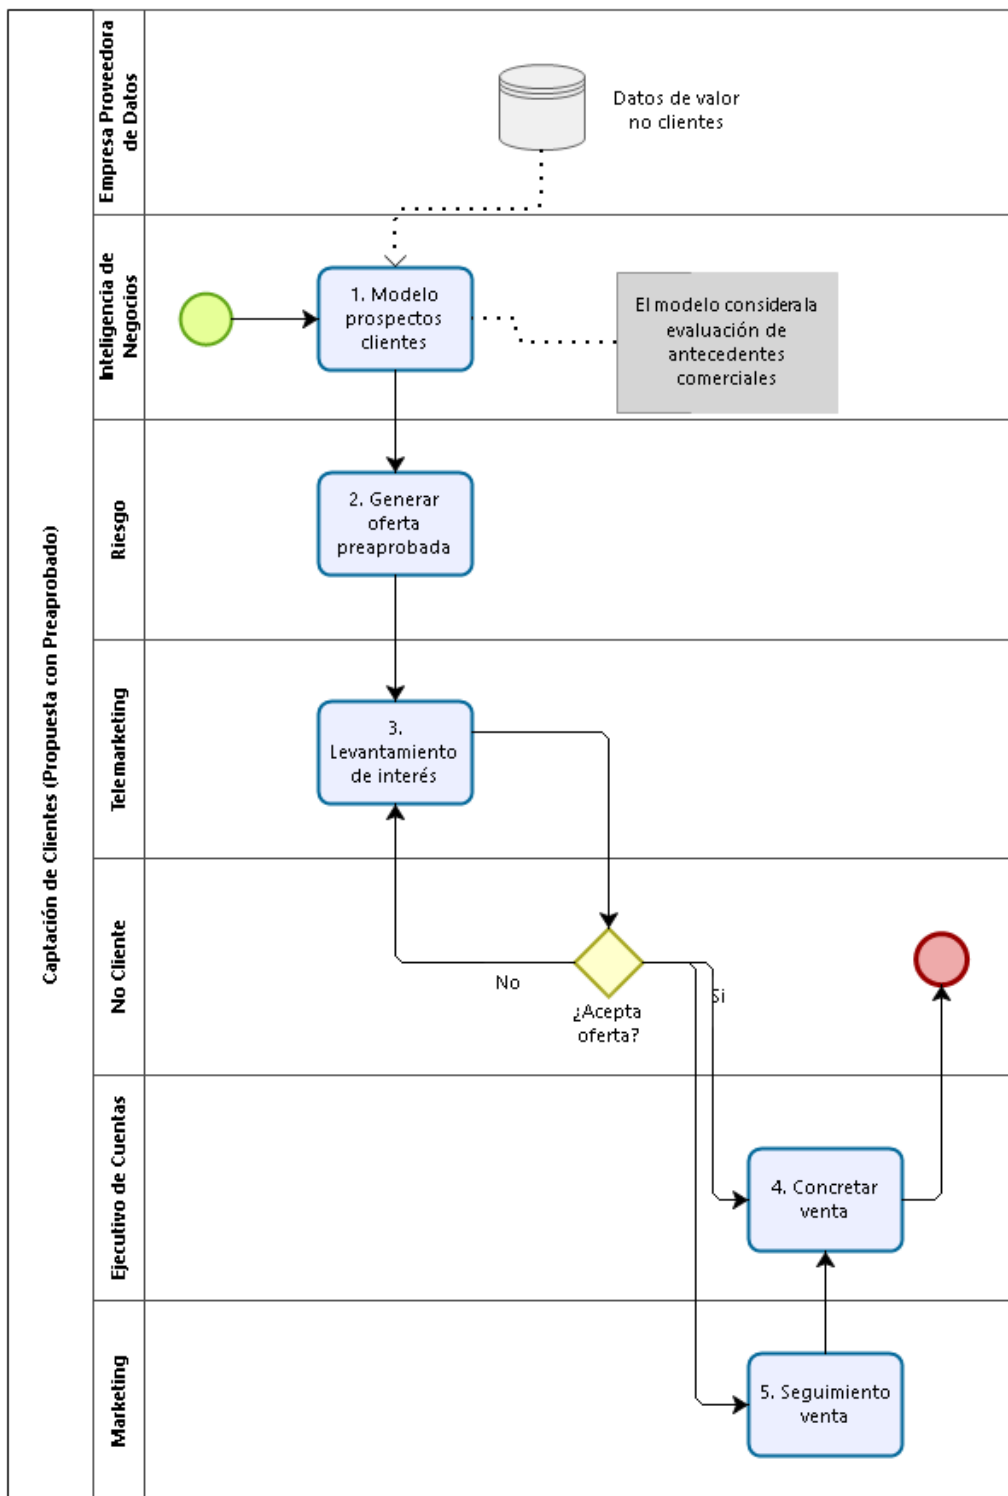 Captación de Clientes (Propuesta con Preaprobado)
Empresa Proveedora
de Datos
Datos de valor
no clientes
Inteligencia de
Negocios
1. Modelo
prospectos
clientes
El modelo considera la
evaluación de
antecedentes
comerciales
Riesgo
2. Generar
oferta
preaprobada
Telemarketing
3.
Levantamiento
de interés
No Cliente
No
¿Acepta
oferta?
Si
Ejecutivo de Cuentas
4. Concretar
venta
Marketing
5. Seguimiento
venta